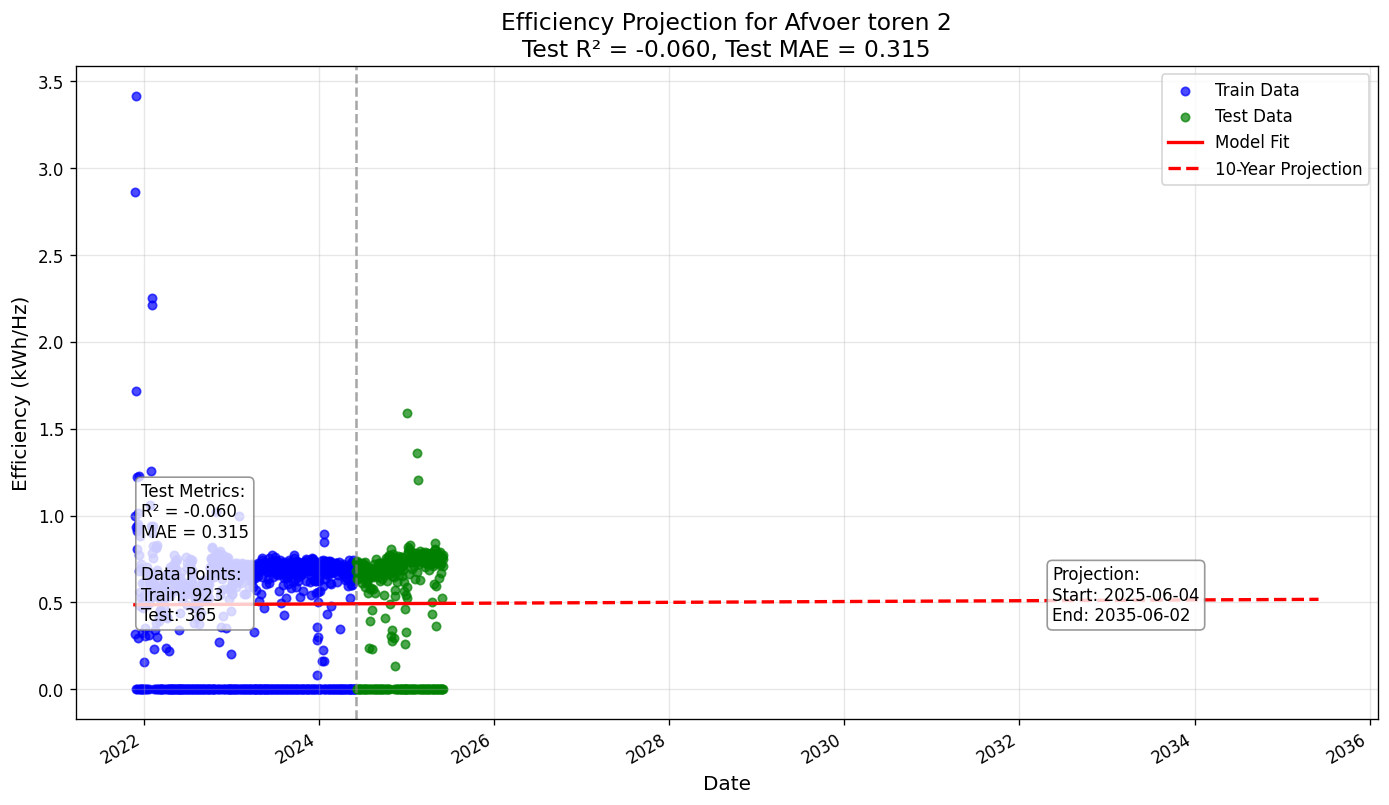 Efficiency Projection for Afvoer toren 2
Test R² = -0.060, Test MAE = 0.315
Efficiency (kWh/Hz)
3.5
3.0
2.5
2.0
1.5
1.0
0.5
0.0
Train Data
Test Data
Model Fit
10-Year Projection
Test Metrics:
R² = -0.060
MAE = 0.315
Data Points:
Train: 923
Test: 365
Projection:
Start: 2025-06-04
End: 2035-06-02
2022
2024
2026
2028
2030
2032
2034
2036
Date